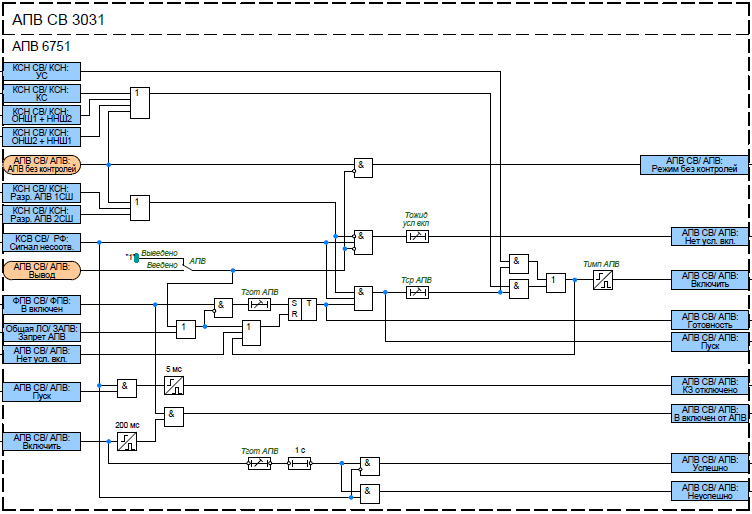 АПВ СВ 3031
АПВ 6751
КСН СВ/ КСН:
УС
КСН СВ/ КСН:
КС
КСН СВ/ КСН:
ОНШ1 + ННШ2
КСН СВ/ КСН:
ОНШ2 + ННШ1
1
АПВ СВ/ АПВ:
АПВ без контролей
&
АПВ СВ/ АПВ:
Режим без контролей
КСН СВ/ КСН:
Разр. АПВ 1СШ
КСН СВ/ КСН:
Разр. АПВ 2СШ
1
КСВ СВ/ РФ:
Сигнал несоотв.
&
Тожид
усл вкл
АПВ СВ/ АПВ:
Нет усл. вкл.
АПВ СВ/ АПВ:
Вывод
"1"
Выведено
Введено
АПВ
&
&
1
Тимп АПВ
АПВ СВ/ АПВ:
Включить
ФПВ СВ/ ФПВ:
В включен
&
Тгот АПВ
S T
R
&
Тср АПВ
Общая ЛО/ ЗАПВ:
Запрет АПВ
1
1
АПВ СВ/ АПВ:
Готовность
АПВ СВ/ АПВ:
Нет усл. вкл.
АПВ СВ/ АПВ:
Пуск
АПВ СВ/ АПВ:
Пуск
&
5 мс
АПВ СВ/ АПВ:
КЗ отключено
&
АПВ СВ/ АПВ:
В включен от АПВ
АПВ СВ/ АПВ:
Включить
200 мс
Тгот АПВ
1 с
&
АПВ СВ/ АПВ:
Успешно
&
АПВ СВ/ АПВ:
Неуспешно